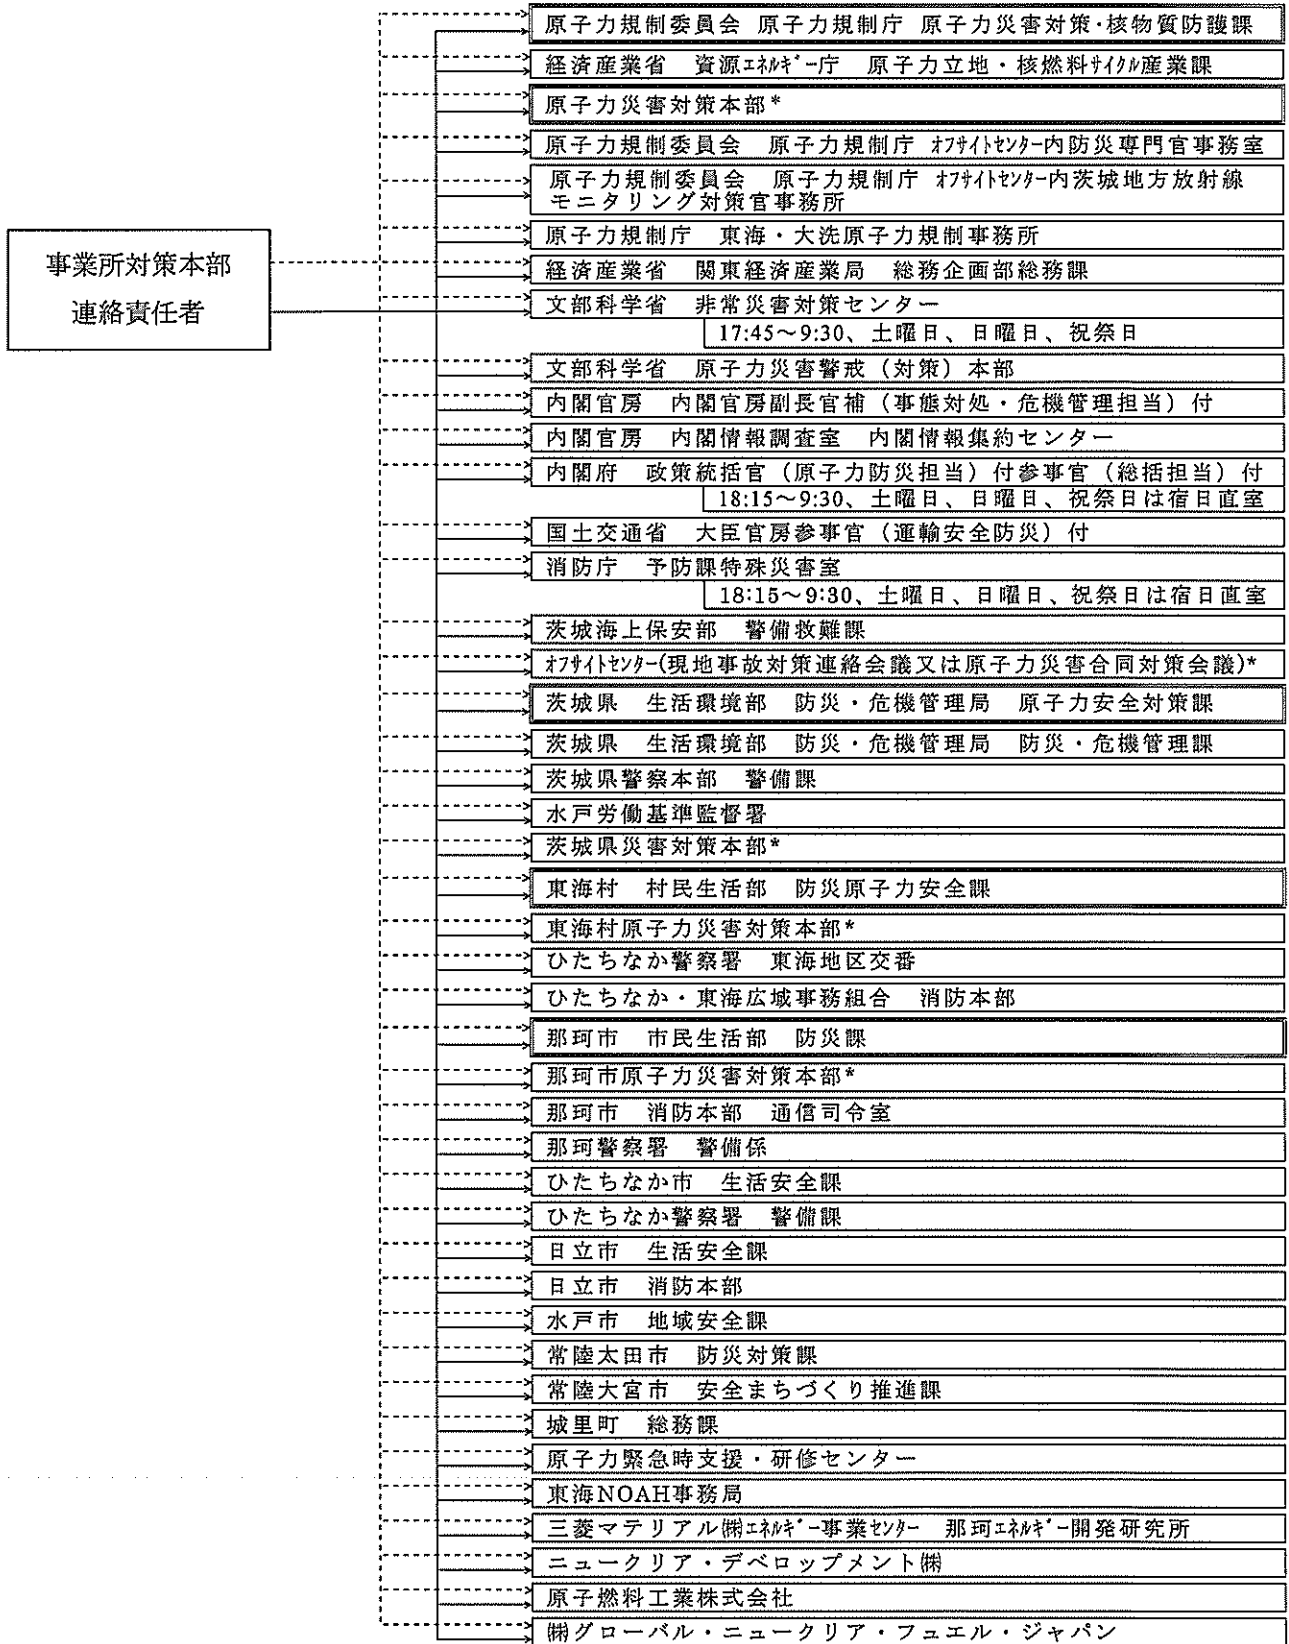 原子力規制委員会 原子力規制庁 原子力災害対策・核物質防護課
経済産業省 資源エネルギー庁 原子力立地・核燃料サイクル産業課
原子力災害対策本部*
原子力規制委員会 原子力規制庁 オフサイトセンター内防災専門官事務室
原子力規制委員会 原子力規制庁 オフサイトセンター内茨城地方放射線
モニタリング対策官事務所
原子力規制庁 東海・大洗原子力規制事務所
事業所対策本部
連絡責任者
経済産業省 関東経済産業局 総務企画部総務課
文部科学省 非常災害対策センター
17:45～9:30、土曜日、日曜日、祝祭日
文部科学省 原子力災害警戒（対策）本部
内閣官房 内閣官房副長官補（事態対処・危機管理担当）付
内閣官房 内閣情報調査室 内閣情報集約センター
内閣府 政策統括官（原子力防災担当）付参事官（総括担当）付
18:15～9:30、土曜日、日曜日、祝祭日は宿日直室
国土交通省 大臣官房参事官（運輸安全防災）付
消防庁 予防課特殊災害室
18:15～9:30、土曜日、日曜日、祝祭日は宿日直室
茨城海上保安部 警備救難課
オフサイトセンター(現地事故対策連絡会議又は原子力災害合同対策会議)*
茨城県 生活環境部 防災・危機管理局 原子力安全対策課
茨城県 生活環境部 防災・危機管理局 防災・危機管理課
茨城県警察本部 警備課
水戸労働基準監督署
茨城県災害対策本部*
東海村 村民生活部 防災原子力安全課
東海村原子力災害対策本部*
ひたちなか警察署 東海地区交番
ひたちなか・東海広域事務組合 消防本部
那珂市 市民生活部 防災課
那珂市原子力災害対策本部*
那珂市 消防本部 通信司令室
那珂警察署 警備係
ひたちなか市 生活安全課
ひたちなか警察署 警備課
日立市 生活安全課
日立市 消防本部
水戸市 地域安全課
常陸太田市 防災対策課
常陸大宮市 安全まちづくり推進課
城里町 総務課
原子力緊急時支援・研修センター
東海NOAH事務局
三菱マテリアル㈱エネルギー事業センター 那珂エネルギー開発研究所
ニュークリア・デベロップメント㈱
原子燃料工業株式会社
㈱グローバル・ニュークリア・フュエル・ジャパン